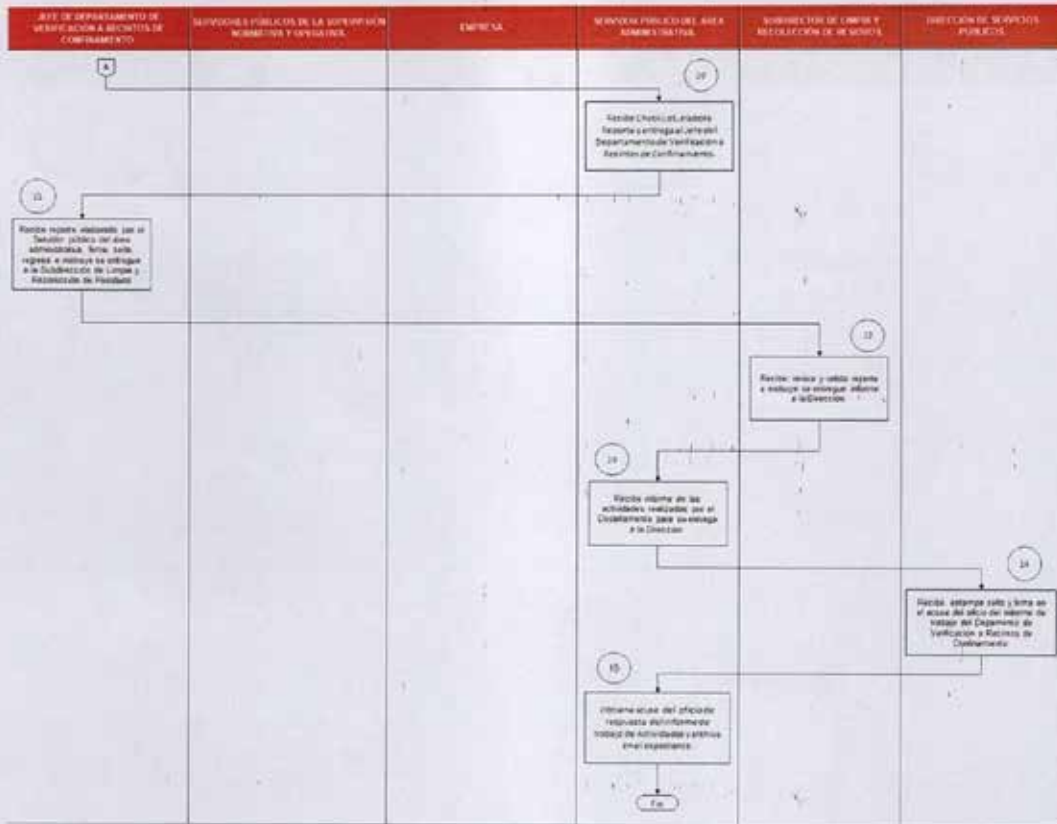 JEFE DE DEPARTAMENTO DE
VERIFICACIÓN A RECINTOS DE
CONFINAMIENTO
SERVIDORES PÚBLICOS DE LA SUPERVISIÓN
NORMATIVA Y OPERATIVA.
EMPRESA
SERVIDOR PÚBLICO DEL ÁREA
ADMINISTRATIVA.
SUBDIRECTOR DE LIMPIA Y
RECOLECCIÓN DE RESIDUOS.
DIRECCIÓN DE SERVICIOS
PÚBLICOS.
A
Recibe Check List, elabora
Reporte y entrega al Jefe del
Departamento de Verificación a
Recintos de Confinamiento.
Recibe reporte elaborado por el
Servidor público del área
administrativa, firma, sella,
regresa e instruye se entregue
a la Subdirección de Limpia y
Recolección de Residuos
Recibe, revisa y valida reporte
e instruye se entregue informe
a la Dirección
Recibe informe de las
actividades realizadas por el
Departamento para su entrega
a la Dirección
Recibe, estampa sello y firma en
el acuse del oficio del informe de
trabajo del Departamento de
Verificación a Recintos de
Confinamiento
Obtiene acuse del oficio de
respuesta del informe de
trabajo de Actividades y archiva
en el expediente.
Fin